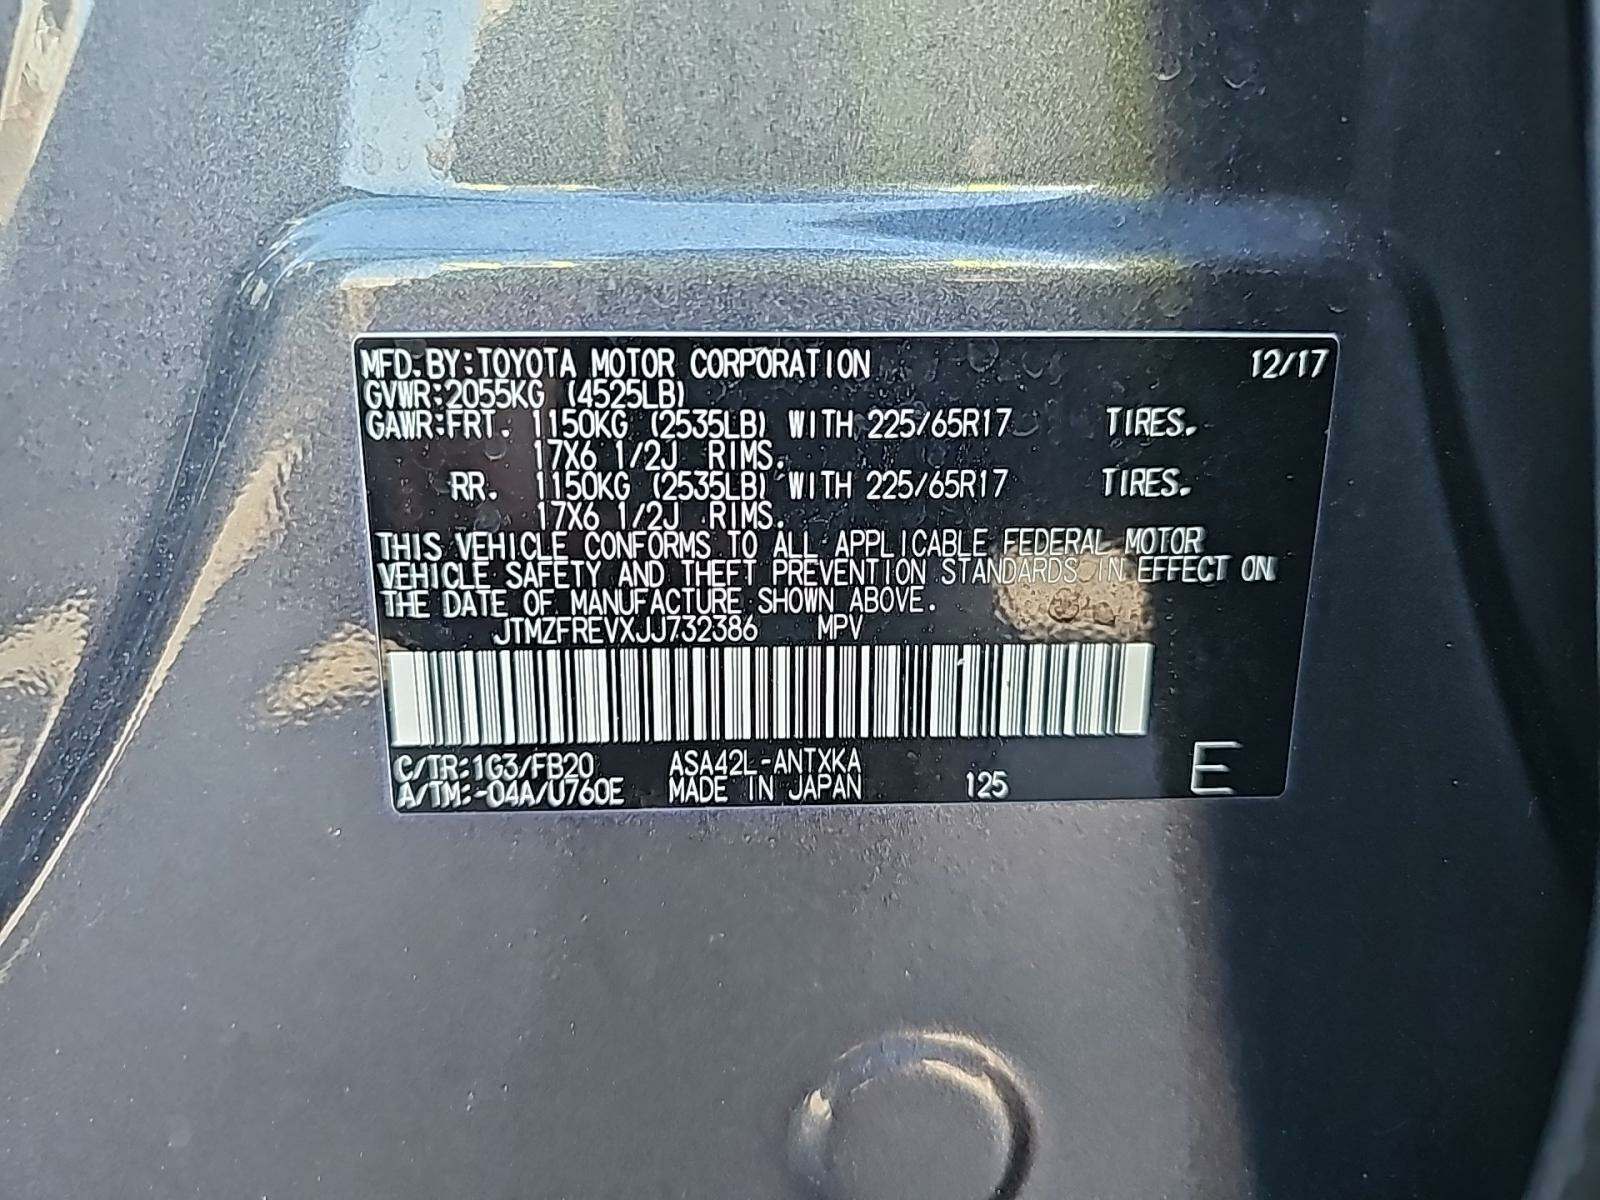 MFD.BY:TOYOTA MOTOR CORPORATION 12/17
GVWR:2055KG (4525LB)
GAWR:FRT. 1150KG (2535LB) WITH 225/65R17 TIRES.
17X6 1/2J RIMS.
RR. 1150KG (2535LB) WITH 225/65R17 TIRES.
17X6 1/2J RIMS.
THIS VEHICLE CONFORMS TO ALL APPLICABLE FEDERAL MOTOR
VEHICLE SAFETY AND THEFT PREVENTION STANDARDS IN EFFECT ON
THE DATE OF MANUFACTURE SHOWN ABOVE.
JTMZFREVXJJ732386 MPV
C/TR:1G3/FB20 ASA42L-ANTXKA
A/TM:-04A/U760E MADE IN JAPAN 125 E